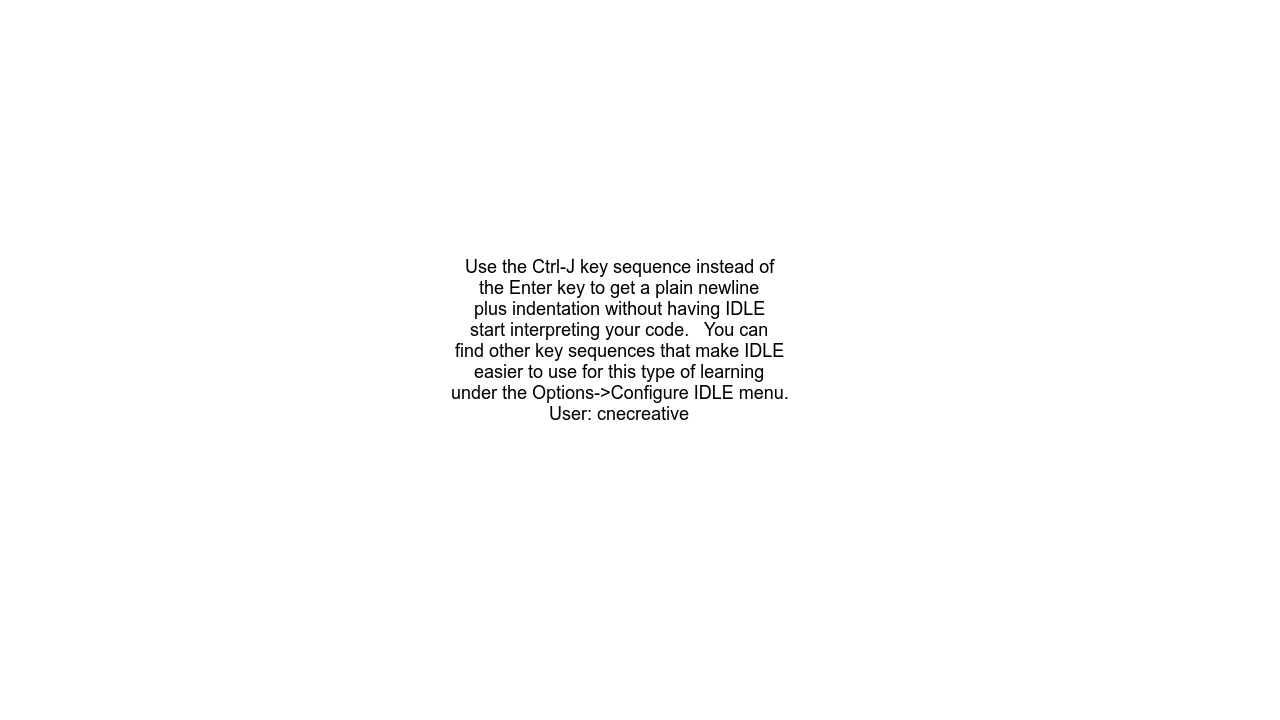 Use the Ctrl-J key sequence instead of
the Enter key to get a plain newline
plus indentation without having IDLE
start interpreting your code.   You can
find other key sequences that make IDLE
easier to use for this type of learning
under the Options->Configure IDLE menu.
User: cnecreative